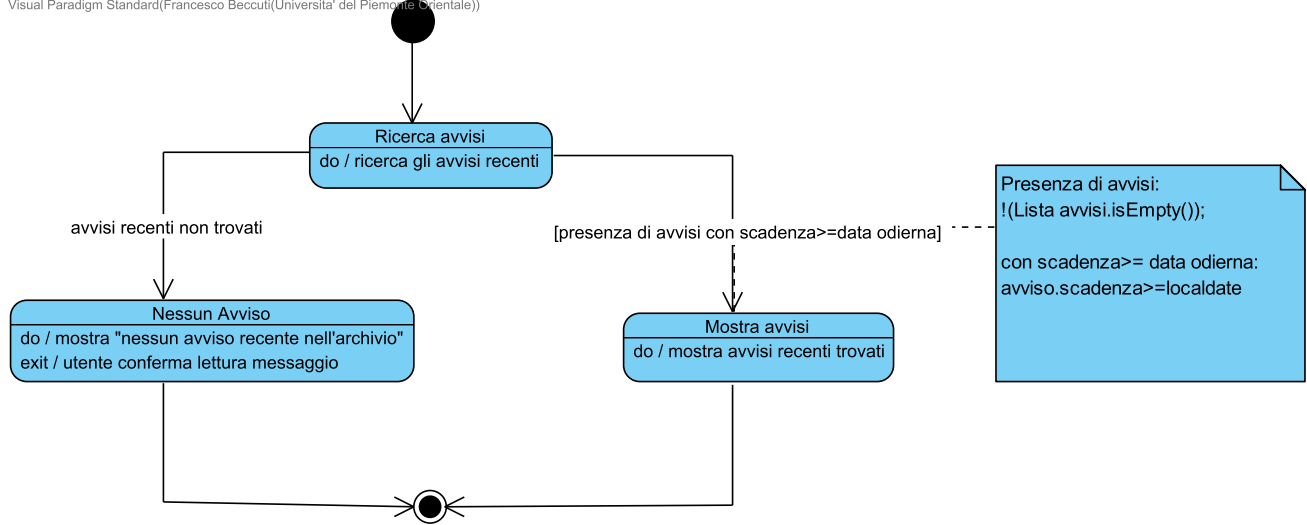 Visual Paradigm Standard(Francesco Beccuti(Universita' del Piemonte Orientale))
Ricerca avvisi
do / ricerca gli avvisi recenti
avvisi recenti non trovati
[presenza di avvisi con scadenza>=data odierna]
Presenza di avvisi:
!(Lista avvisi.isEmpty());
con scadenza>= data odierna:
avviso.scadenza>=localdate
Nessun Avviso
do / mostra "nessun avviso recente nell'archivio"
exit / utente conferma lettura messaggio
Mostra avvisi
do / mostra avvisi recenti trovati